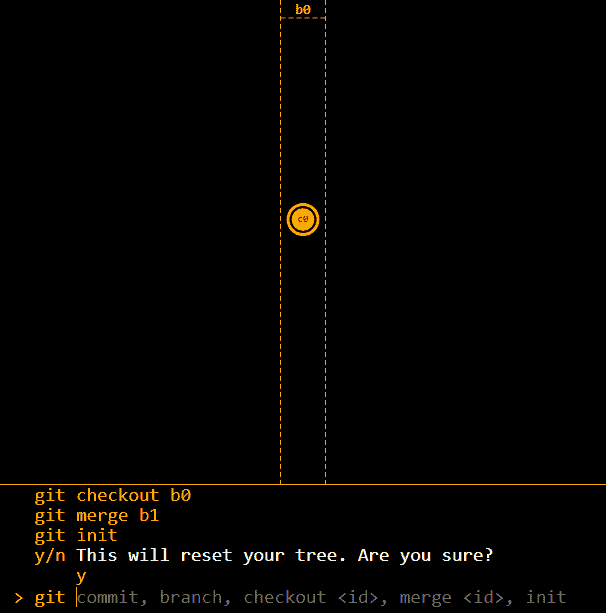 b0
c0
git checkout b0
git merge b1
git init
y/n This will reset your tree. Are you sure?
y
> git commit, branch, checkout <id>, merge <id>, init